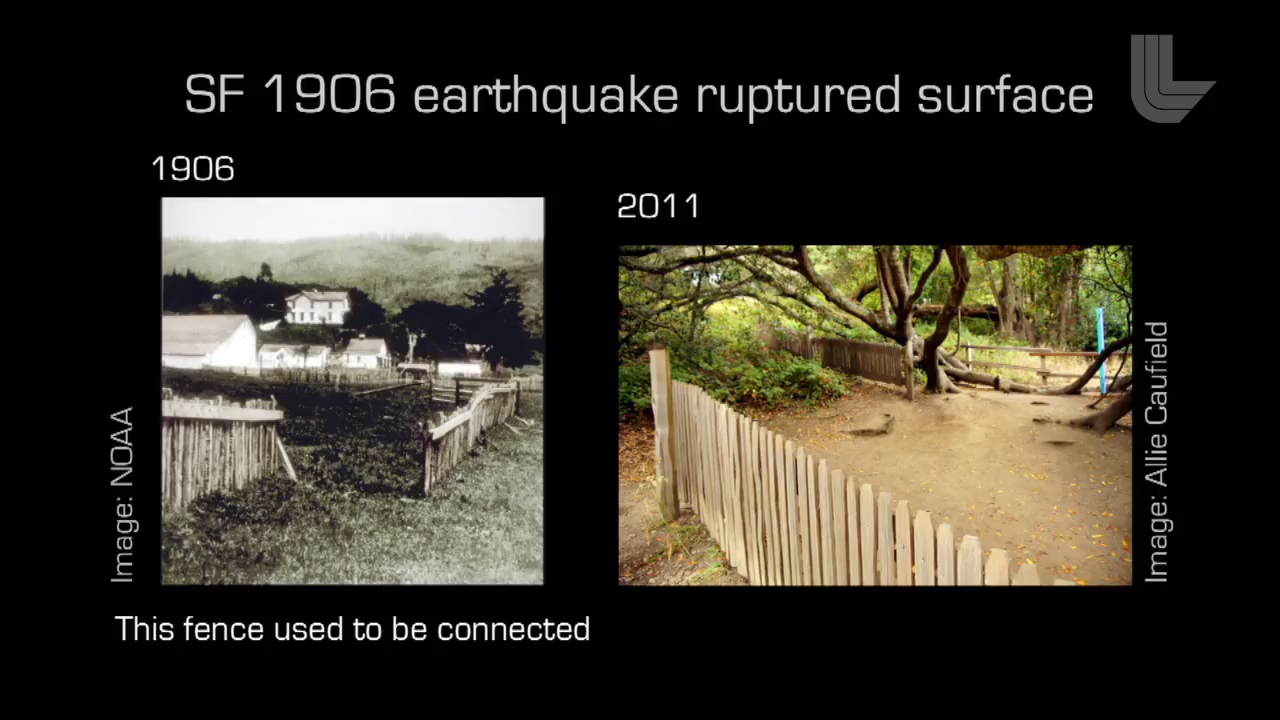 SF 1906 earthquake ruptured surface
1906
2011
Image: NOAA
Image: Allie Caufield
This fence used to be connected